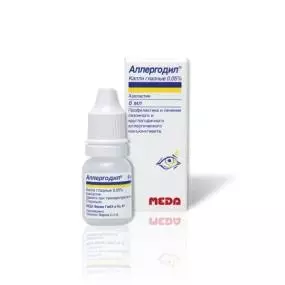 Аллергодил®
Капли глазные 0,05%
Азеластин
6 мл
Профилактика и лечение
сезонного и
круглогодичного
аллергического
конъюнктивита
MEDA
Аллергодил®
Капли глазные 0,05%